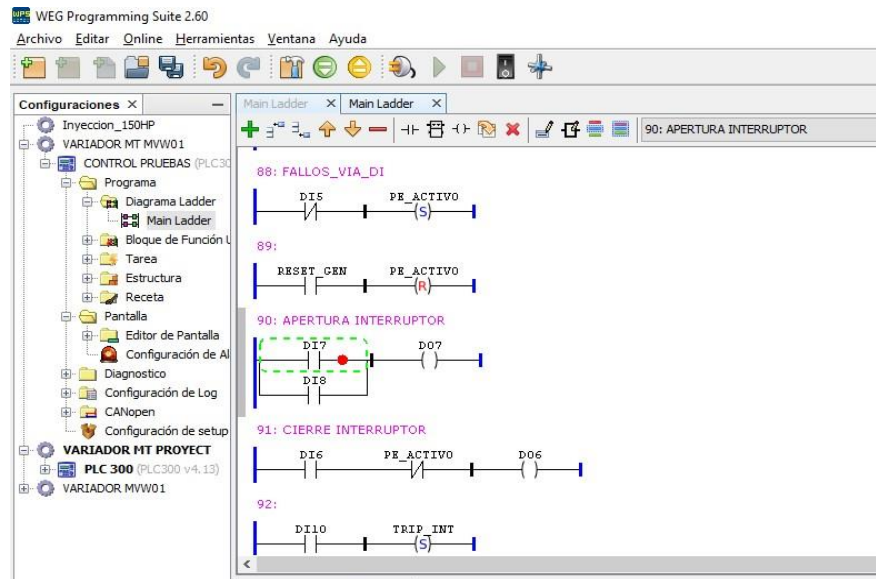 WPS WEG Programming Suite 2.60
Archivo Editar Online Herramientas Ventana Ayuda
Configuraciones
Inyeccion_150HP
VARIADOR MT MVW01
CONTROL PRUEBAS (PLC30
Programa
Diagrama Ladder
Main Ladder
Bloque de Función U
Tarea
Estructura
Receta
Pantalla
Editor de Pantalla
Configuración de Al
Diagnostico
Configuración de Log
CANopen
Configuración de setup
VARIADOR MT PROYECT
PLC 300 (PLC300 v4.13)
VARIADOR MVW01
Main Ladder Main Ladder
90: APERTURA INTERRUPTOR
88: FALLOS_VIA_DI
DI5 PE_ACTIVO
S
89:
RESET_GEN PE_ACTIVO
R
90: APERTURA INTERRUPTOR
DI7 DO7
DI8
91: CIERRE INTERRUPTOR
DI6 PE_ACTIVO DO6
92:
DI10 TRIP_INT
S